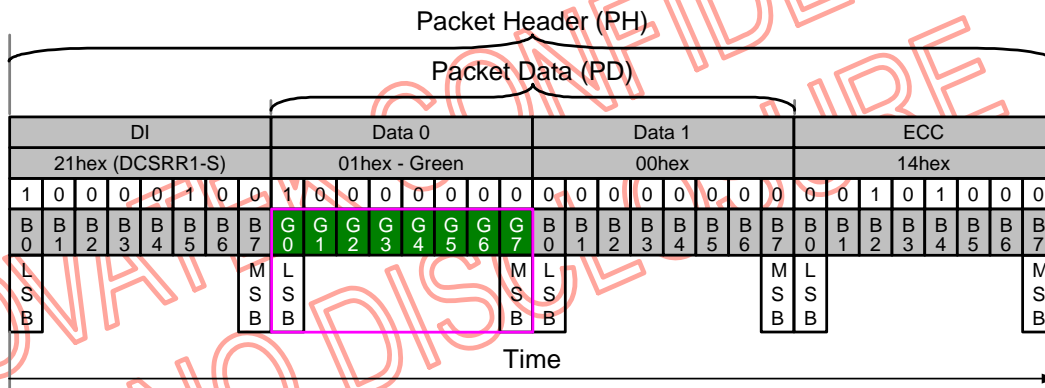 Packet Header (PH)
Packet Data (PD)
DI Data 0 Data 1 ECC
21hex (DCSRR1-S) 01hex - Green 00hex 14hex
1 0 0 0 0 1 0 0 1 0 0 0 0 0 0 0 0 0 0 0 0 0 0 0 0 0 1 0 1 0 0 0
B0 B1 B2 B3 B4 B5 B6 B7 G0 G1 G2 G3 G4 G5 G6 G7 B0 B1 B2 B3 B4 B5 B6 B7 B0 B1 B2 B3 B4 B5 B6 B7
LSB MSB LSB MSB LSB MSB LSB MSB
Time